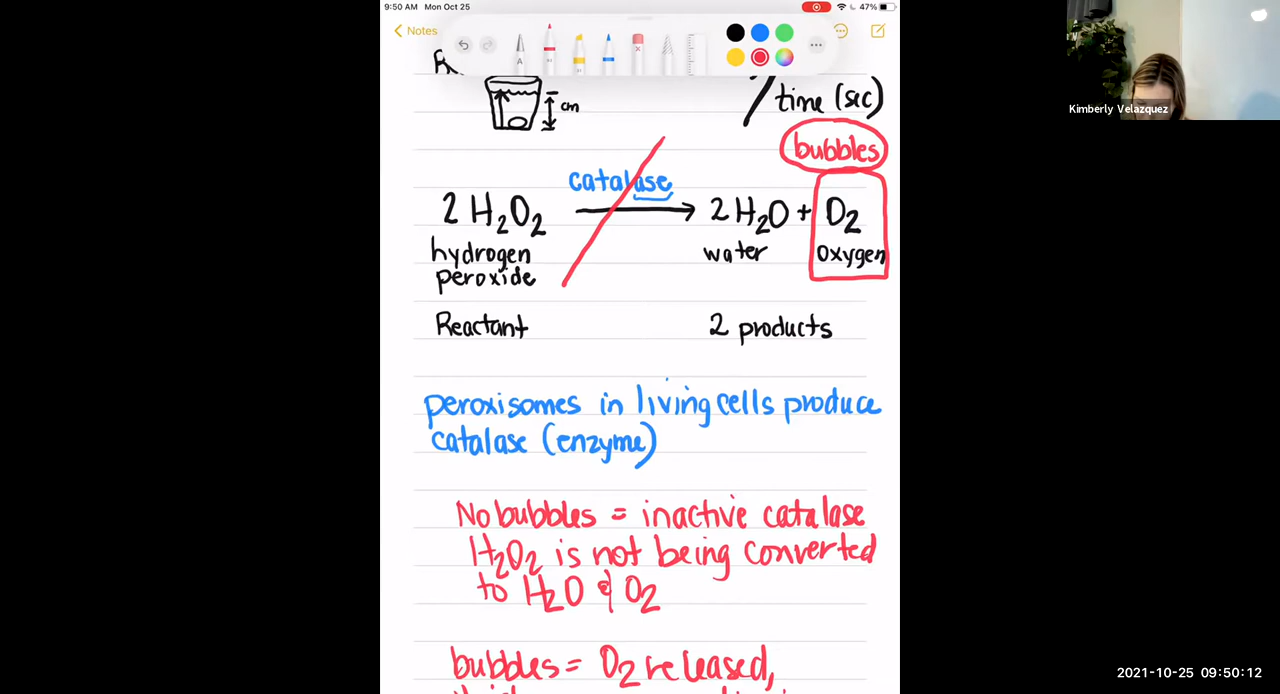 9:50 AM Mon Oct 25
47%
Notes
cm
time (sec)
bubbles
catalase
2 H₂O₂ → 2 H₂O + O₂
hydrogen peroxide
water
oxygen
Reactant
2 products
peroxisomes in living cells produce
catalase (enzyme)
No bubbles = inactive catalase
H₂O₂ is not being converted
to H₂O & O₂
bubbles = O₂ released,
Kimberly Velazquez
2021-10-25 09:50:12